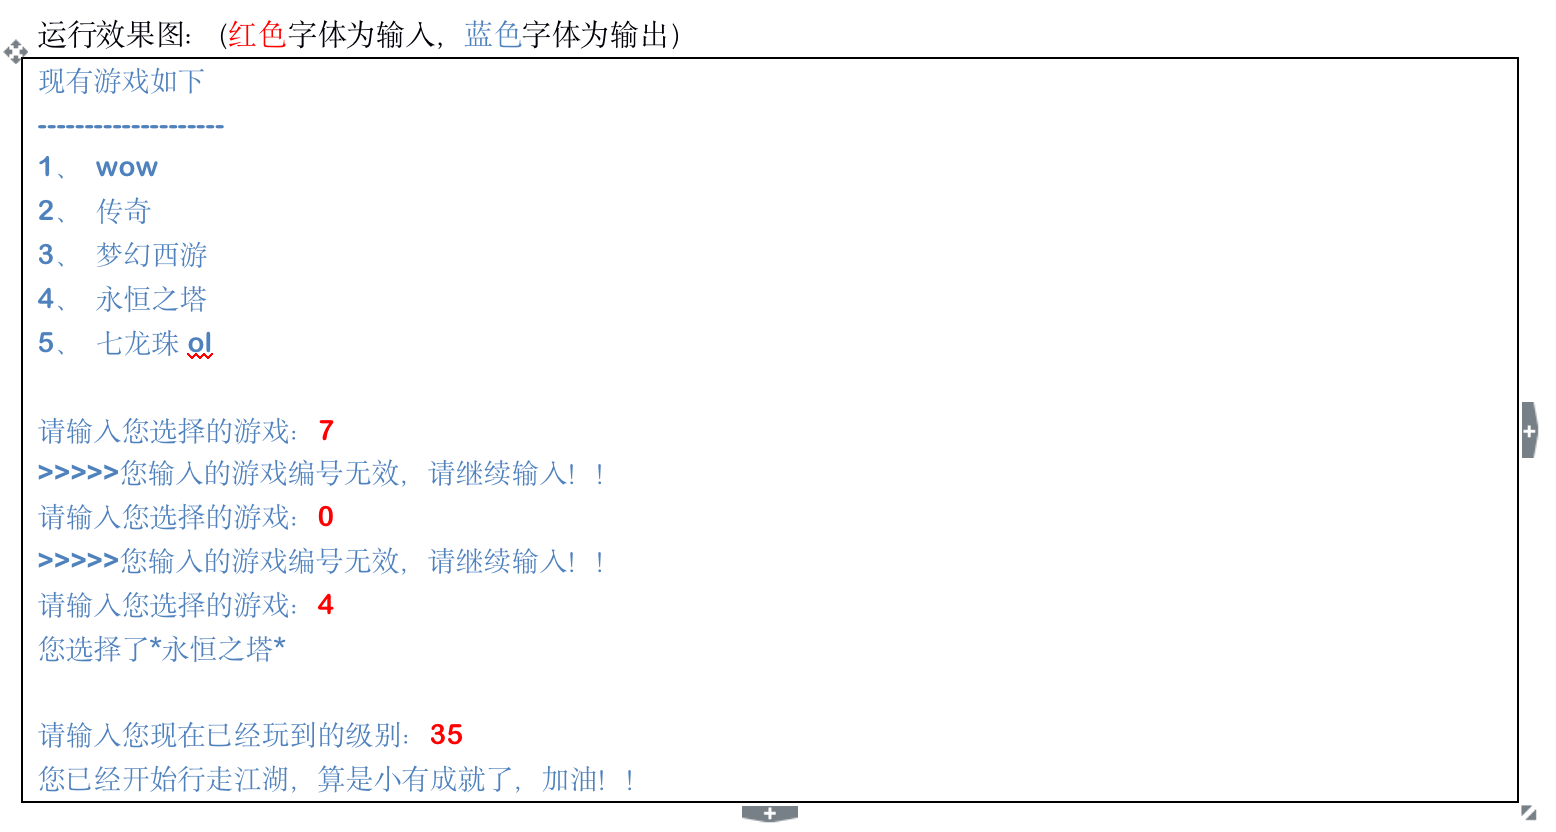 运行效果图：（红色字体为输入，蓝色字体为输出）
现有游戏如下
--------------------
1、 wow
2、 传奇
3、 梦幻西游
4、 永恒之塔
5、 七龙珠 ol
请输入您选择的游戏：7
>>>>>您输入的游戏编号无效，请继续输入！！
请输入您选择的游戏：0
>>>>>您输入的游戏编号无效，请继续输入！！
请输入您选择的游戏：4
您选择了*永恒之塔*
请输入您现在已经玩到的级别：35
您已经开始行走江湖，算是小有成就了，加油！！